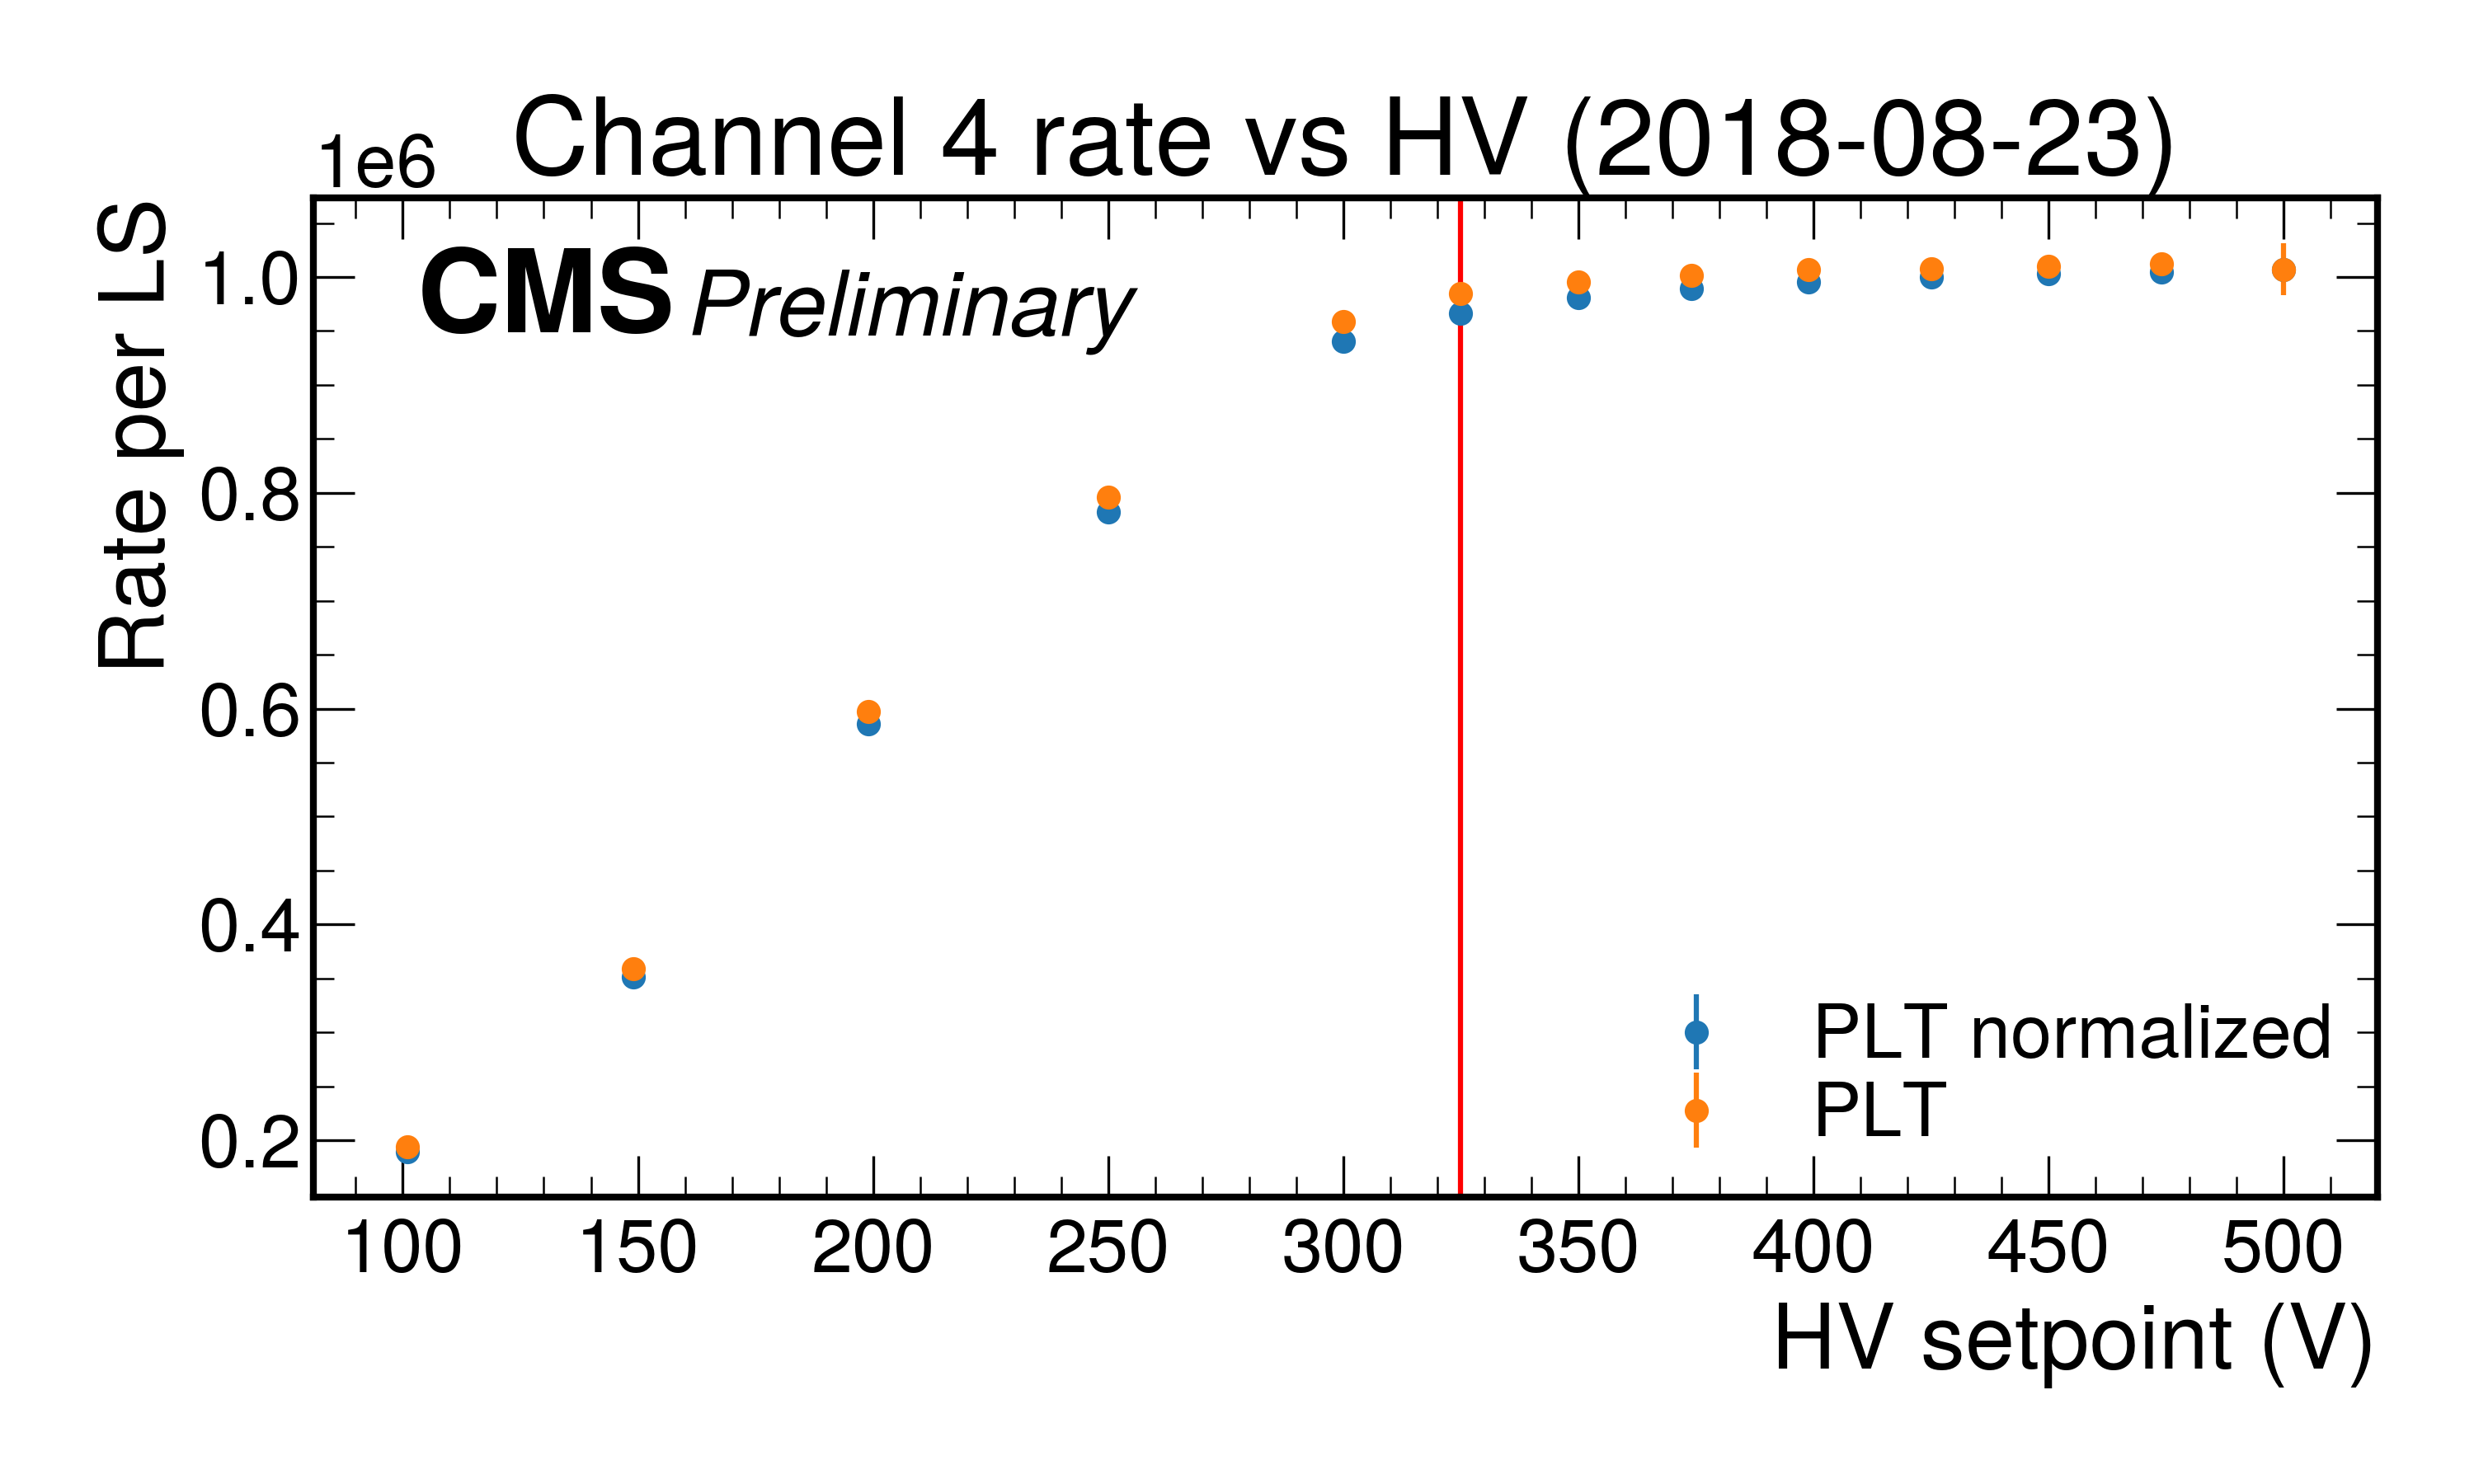 Channel 4 rate vs HV (2018-08-23)
1e6
CMS Preliminary
Rate per LS
1.0
0.8
0.6
0.4
0.2
PLT normalized
PLT
100 150 200 250 300 350 400 450 500
HV setpoint (V)